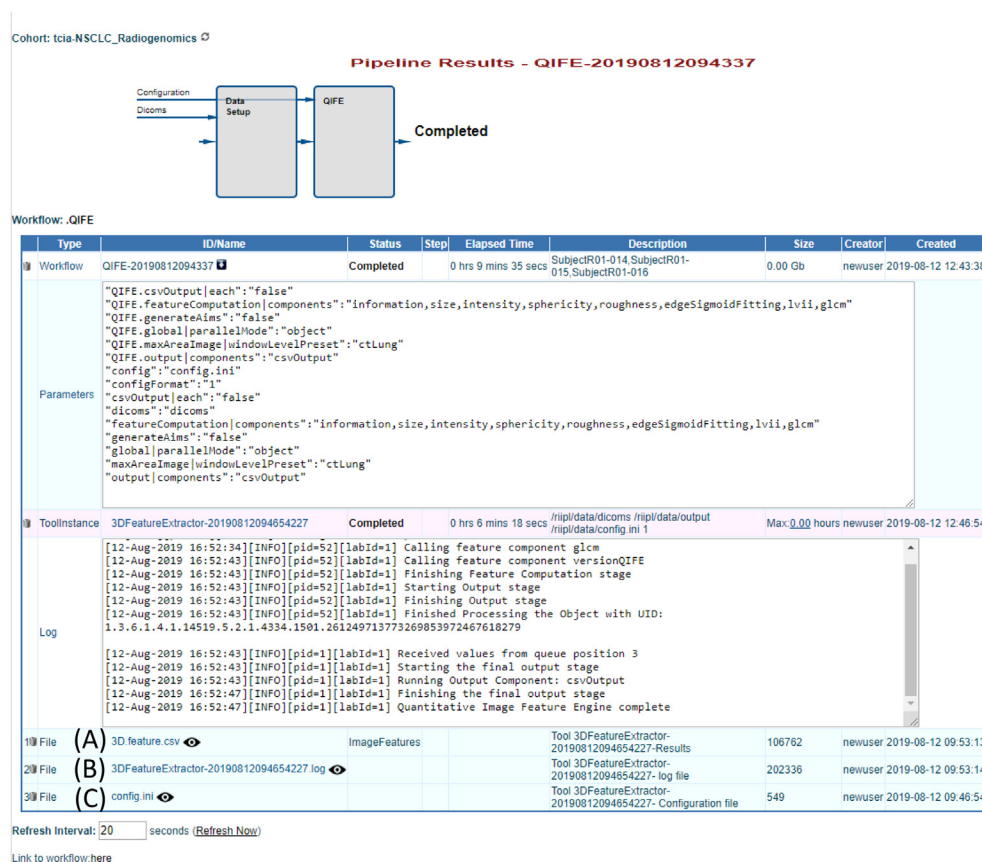 Cohort: tcia-NSCLC_Radiogenomics
Pipeline Results - QIFE-20190812094337
Configuration
Dicoms
Data
Setup
QIFE
Completed
Workflow: .QIFE
Type ID/Name Status Step Elapsed Time Description Size Creator Created
Workflow QIFE-20190812094337 Completed 0 hrs 9 mins 35 secs SubjectR01-014,SubjectR01-015,SubjectR01-016 0.00 Gb newuser 2019-08-12 12:43:38
Parameters
"QIFE.csvOutput|each":"false"
"QIFE.featureComputation|components":"information,size,intensity,sphericity,roughness,edgeSigmoidFitting,lvii,glcm"
"QIFE.generateAims":"false"
"QIFE.global|parallelMode":"object"
"QIFE.maxAreaImage|windowLevelPreset":"ctLung"
"QIFE.output|components":"csvOutput"
"config":"config.ini"
"configFormat":"1"
"csvOutput|each":"false"
"dicoms":"dicoms"
"featureComputation|components":"information,size,intensity,sphericity,roughness,edgeSigmoidFitting,lvii,glcm"
"generateAims":"false"
"global|parallelMode":"object"
"maxAreaImage|windowLevelPreset":"ctLung"
"output|components":"csvOutput"
ToolInstance 3DFeatureExtractor-20190812094654227 Completed 0 hrs 6 mins 18 secs /riipl/data/dicoms /riipl/data/output /riipl/data/config.ini 1 Max:0.00 hours newuser 2019-08-12 12:46:54
Log
[12-Aug-2019 16:52:34][INFO][pid=52][labId=1] Calling feature component glcm
[12-Aug-2019 16:52:43][INFO][pid=52][labId=1] Calling feature component versionQIFE
[12-Aug-2019 16:52:43][INFO][pid=52][labId=1] Finishing Feature Computation stage
[12-Aug-2019 16:52:43][INFO][pid=52][labId=1] Starting Output stage
[12-Aug-2019 16:52:43][INFO][pid=52][labId=1] Finishing Output stage
[12-Aug-2019 16:52:43][INFO][pid=52][labId=1] Finished Processing the Object with UID:
1.3.6.1.4.1.14519.5.2.1.4334.1501.261249713773269853972467618279
[12-Aug-2019 16:52:43][INFO][pid=1][labId=1] Received values from queue position 3
[12-Aug-2019 16:52:43][INFO][pid=1][labId=1] Starting the final output stage
[12-Aug-2019 16:52:43][INFO][pid=1][labId=1] Running Output Component: csvOutput
[12-Aug-2019 16:52:47][INFO][pid=1][labId=1] Finishing the final output stage
[12-Aug-2019 16:52:47][INFO][pid=1][labId=1] Quantitative Image Feature Engine complete
1 File (A) 3D.feature.csv ImageFeatures Tool 3DFeatureExtractor-20190812094654227-Results 106762 newuser 2019-08-12 09:53:13
2 File (B) 3DFeatureExtractor-20190812094654227.log Tool 3DFeatureExtractor-20190812094654227- log file 202336 newuser 2019-08-12 09:53:14
3 File (C) config.ini Tool 3DFeatureExtractor-20190812094654227- Configuration file 549 newuser 2019-08-12 09:46:54
Refresh Interval: 20 seconds (Refresh Now)
Link to workflow:here